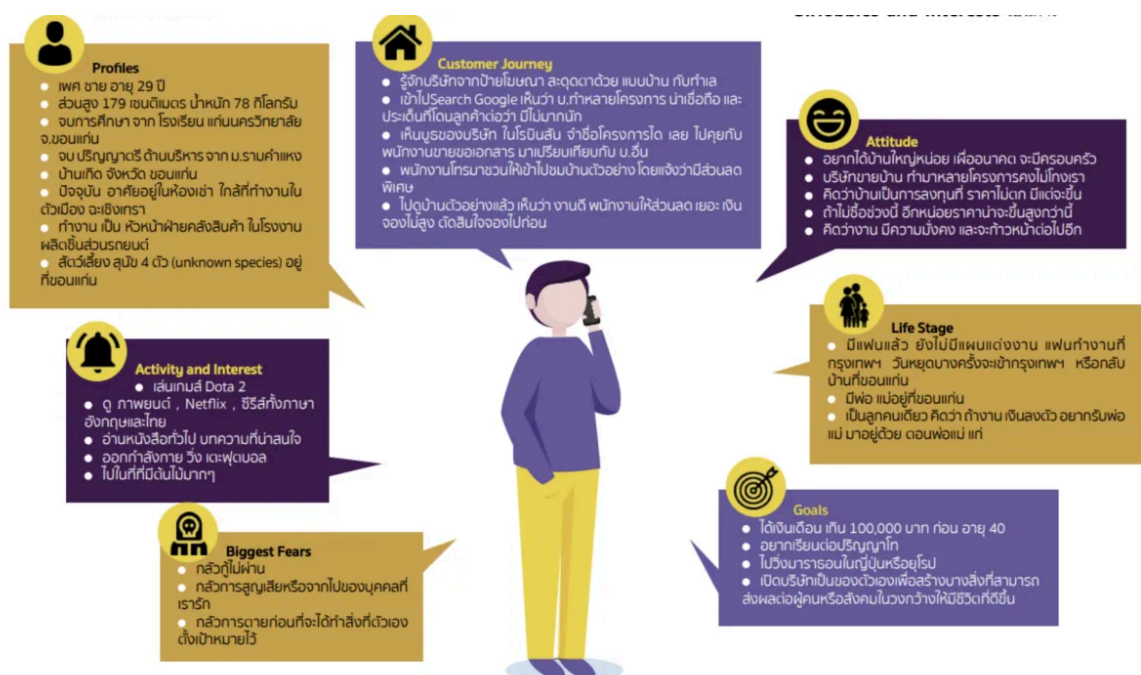 Profiles
เพศ ชาย อายุ 29 ปี
ส่วนสูง 179 เซนติเมตร น้ำหนัก 78 กิโลกรัม
จบการศึกษา จาก โรงเรียน แก่นนครวิทยาลัย
จ.ขอนแก่น
จบ ปริญญาตรี ด้านบริหาร จาก ม.รามคำแหง
บ้านเกิด จังหวัด ขอนแก่น
ปัจจุบัน อาศัยอยู่ในห้องเช่า ใกล้ที่ทำงานใน
ตัวเมือง ฉะเชิงเทรา
ทำงาน เป็น หัวหน้าฝ่ายคลังสินค้า ในโรงงาน
ผลิตชิ้นส่วนรถยนต์
สัตว์เลี้ยง สุนัข 4 ตัว (unknown species) อยู่
ที่ขอนแก่น
Customer Journey
รู้จักบริษัทจากป้ายโฆษณา สะดุดตาด้วย แบบบ้าน กับทำเล
เข้าไปSearch Google เห็นว่า บ.ทำหลายโครงการ น่าเชื่อถือ และ
ประเด็นที่โดนลูกค้าต่อว่า มีไม่มากนัก
เห็นบูธของบริษัท ในโรบินสัน จำชื่อโครงการได เลย ไปคุยกับ
พนักงานขายขอเอกสาร มาเปรียบเทียบกับ บ.อื่น
พนักงานโทรมาชวนให้เข้าไปชมบ้านตัวอย่าง โดยแจ้งว่ามีส่วนลด
พิเศษ
ไปดูบ้านตัวอย่างแล้ว เห็นว่า งานดี พนักงานให้ส่วนลด เยอะ เงิน
จองไม่สูง ตัดสินใจจองไปก่อน
Attitude
อยากได้บ้านใหญ่หน่อย เผื่ออนาคต จะมีครอบครัว
บริษัทขายบ้าน ทำมาหลายโครงการคงไม่โกงเรา
คิดว่าบ้านเป็นการลงทุนที่ ราคาไม่ตก มีแต่จะขึ้น
ถ้าไม่ซื้อช่วงนี้ อีกหน่อยราคาน่าจะขึ้นสูงกว่านี้
คิดว่างาน มีความมั่นคง และจะก้าวหน้าต่อไปอีก
Activity and Interest
เล่นเกมส์ Dota 2
ดู ภาพยนต์ , Netflix , ซีรีส์ทั้งภาษา
อังกฤษและไทย
อ่านหนังสือทั่วไป บทความที่น่าสนใจ
ออกกำลังกาย วิ่ง เตะฟุตบอล
ไปในที่ที่มีต้นไม้มากๆ
Life Stage
มีแฟนแล้ว ยังไม่มีแผนแต่งงาน แฟนทำงานที่
กรุงเทพฯ วันหยุดบางครั้งจะเข้ากรุงเทพฯ หรือกลับ
บ้านที่ขอนแก่น
มีพ่อ แม่อยู่ที่ขอนแก่น
เป็นลูกคนเดียว คิดว่า ถ้างาน เงินลงตัว อยากรับพ่อ
แม่ มาอยู่ด้วย ตอนพ่อแม่ แก่
Biggest Fears
กลัวกู้ไม่ผ่าน
กลัวการสูญเสียหรือจากไปของบุคคลที่
เรารัก
กลัวการตายก่อนที่จะได้ทำสิ่งที่ตัวเอง
ตั้งเป้าหมายไว้
Goals
ได้เงินเดือน เกิน 100,000 บาท ก่อน อายุ 40
อยากเรียนต่อปริญญาโท
ไปวิ่งมาราธอนในญี่ปุ่นหรือยุโรป
เปิดบริษัทเป็นของตัวเองเพื่อสร้างบางสิ่งที่สามารถ
ส่งผลต่อผู้คนหรือสังคมในวงกว้างให้มีชีวิตที่ดีขึ้น